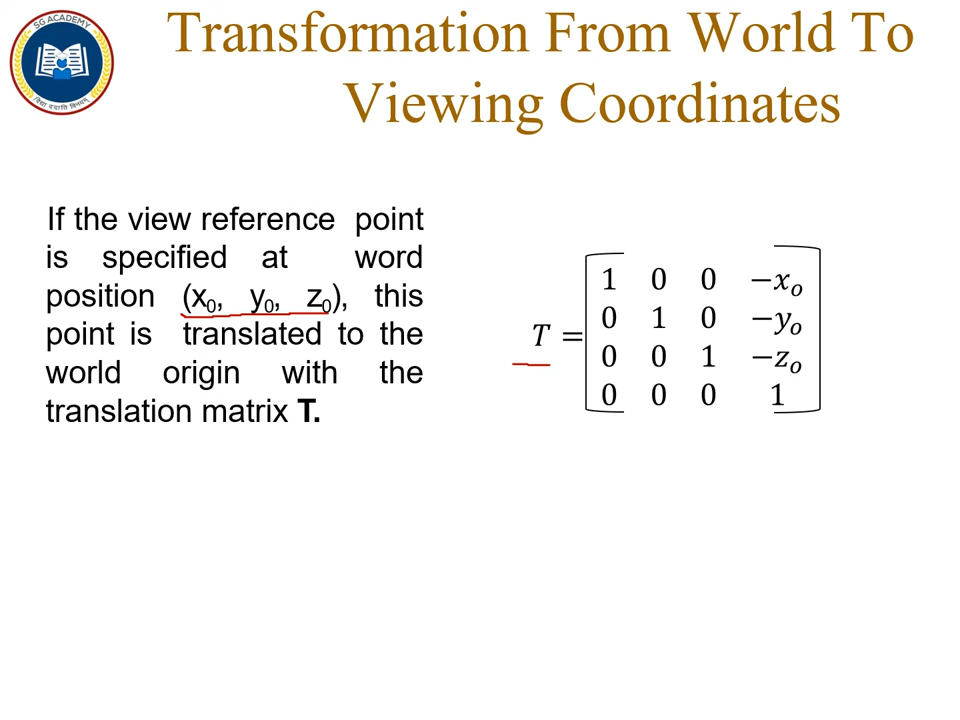 SG ACADEMY
विद्या ददाति विनयम्
Transformation From World To
Viewing Coordinates
If the view reference point
is specified at word
position (x₀, y₀, z₀), this
point is translated to the
world origin with the
translation matrix T.
T =
1 0 0 −xₒ
0 1 0 −yₒ
0 0 1 −zₒ
0 0 0 1